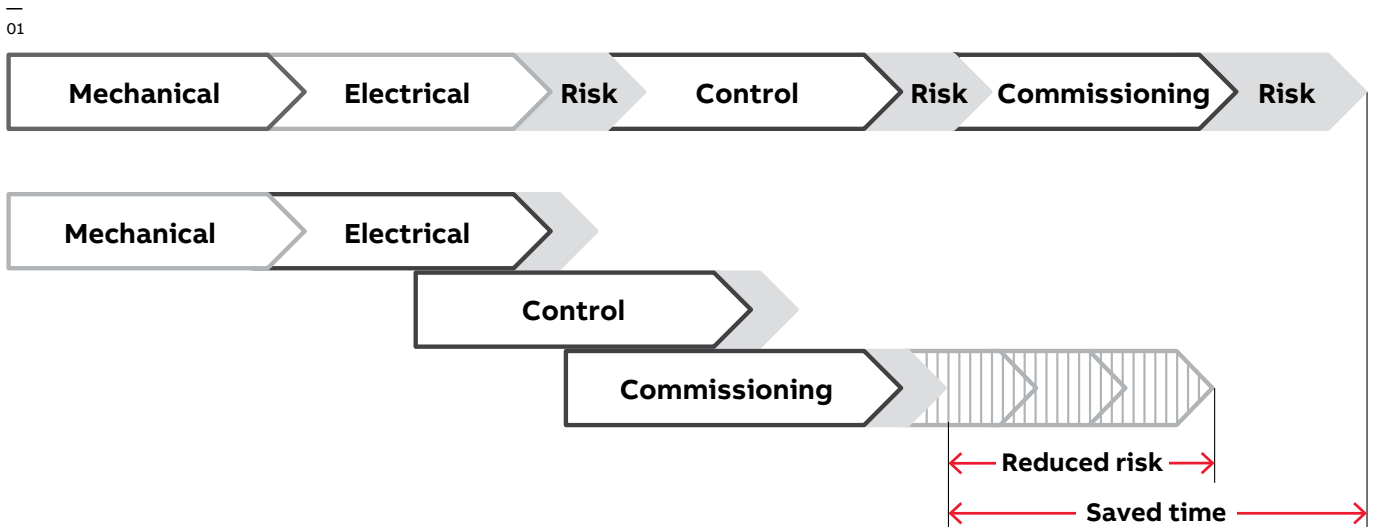 —
01
Mechanical Electrical Risk Control Risk Commissioning Risk
Mechanical Electrical
Control
Commissioning
Reduced risk
Saved time